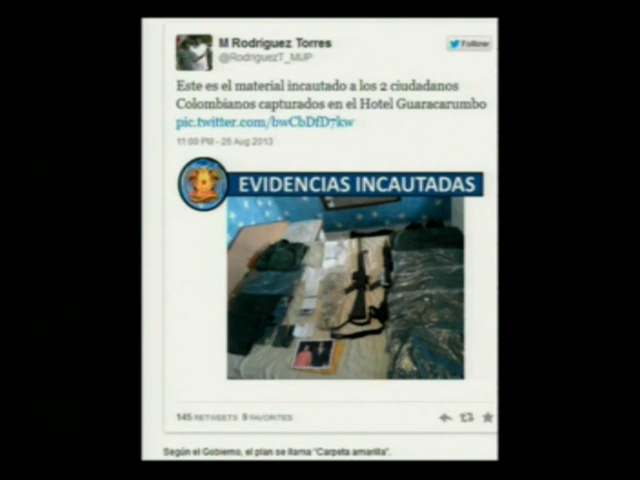 M Rodriguez Torres
@RodriguezT_MIJP
Follow
Este es el material incautado a los 2 ciudadanos
Colombianos capturados en el Hotel Guaracarumbo
pic.twitter.com/bwCbDfD7kw
11:00 PM - 26 Aug 2013
EVIDENCIAS INCAUTADAS
145 RETWEETS 9 FAVORITES
Según el Gobierno, el plan se llama "Carpeta amarilla".